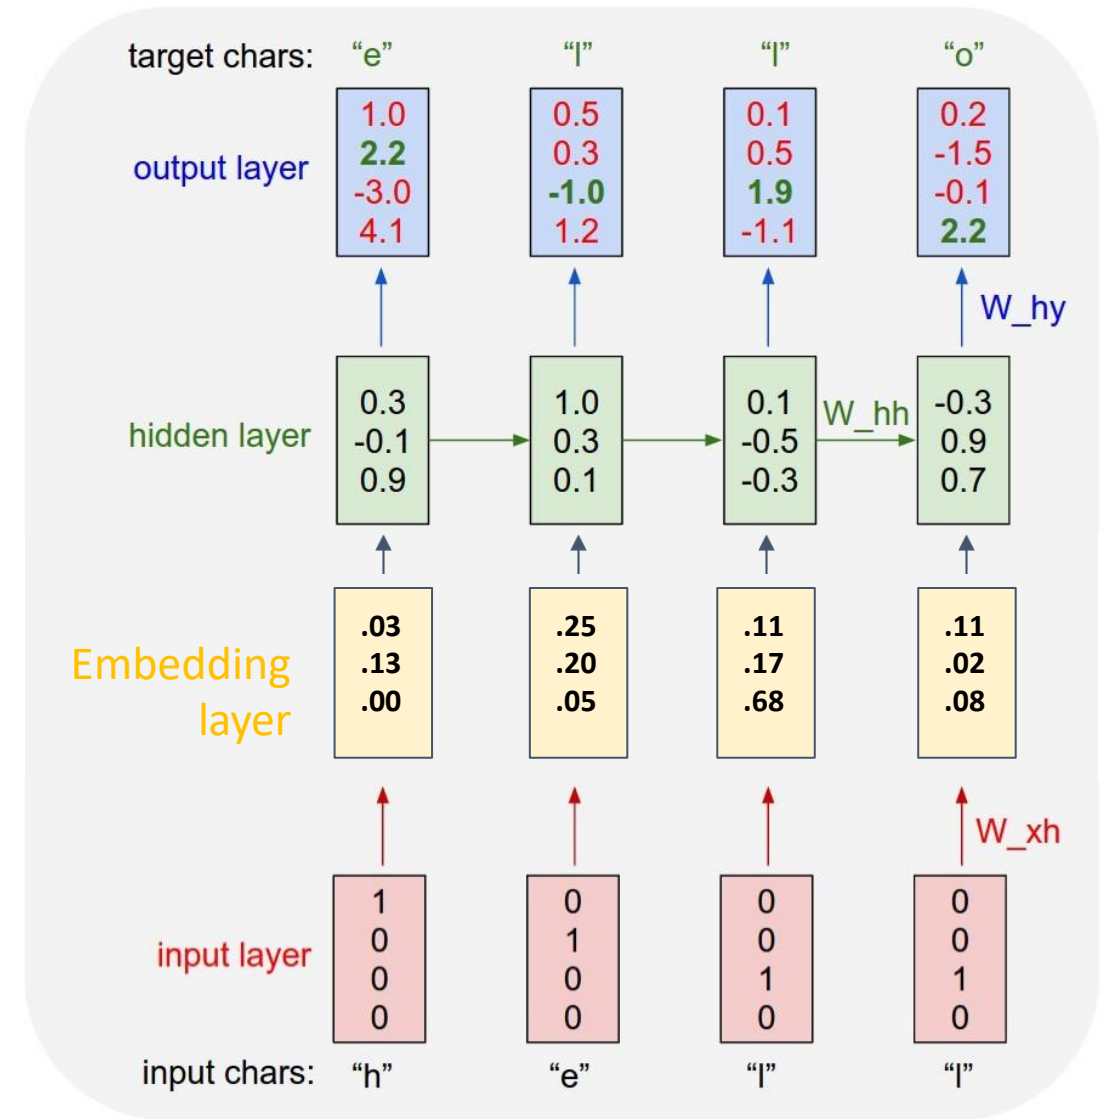 target chars: “e” “l” “l” “o”
1.0 0.5 0.1 0.2
2.2 0.3 0.5 -1.5
output layer
-3.0 -1.0 1.9 -0.1
4.1 1.2 -1.1 2.2
W_hy
0.3 1.0 0.1 -0.3
W_hh
hidden layer -0.1 0.3 -0.5 0.9
0.9 0.1 -0.3 0.7
.03 .25 .11 .11
Embedding .13 .20 .17 .02
layer .00 .05 .68 .08
W_xh
1 0 0 0
0 1 0 0
input layer
0 0 1 1
0 0 0 0
input chars: “h” “e” “l” “l”